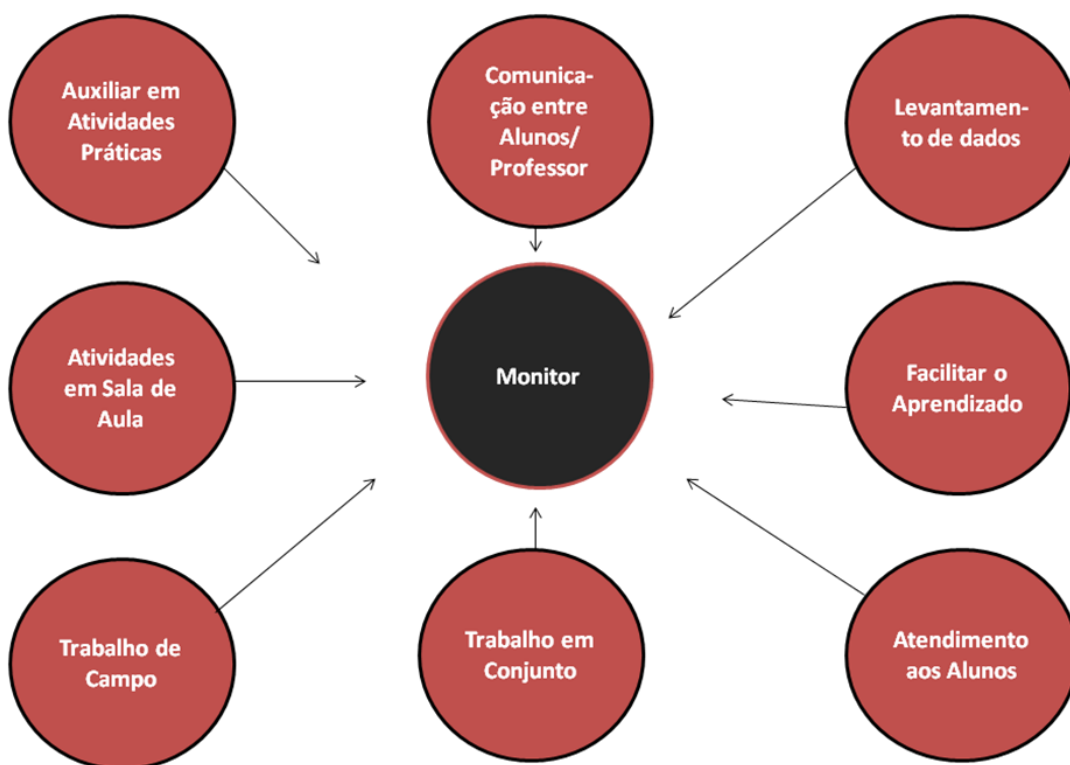 Auxiliar em
Atividades
Práticas
Comunica-
ção entre
Alunos/
Professor
Levantamen-
to de dados
Atividades
em Sala de
Aula
Monitor
Facilitar o
Aprendizado
Trabalho de
Campo
Trabalho em
Conjunto
Atendimento
aos Alunos